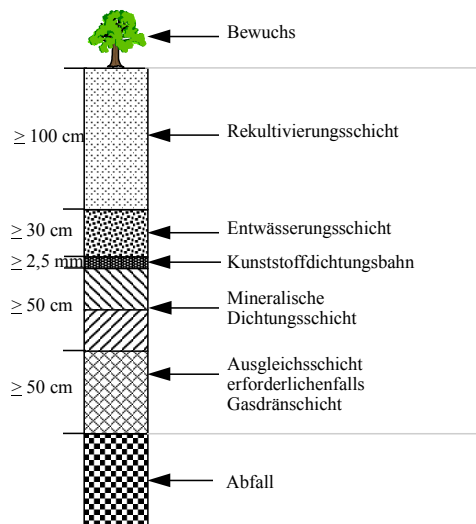 Bewuchs
≥ 100 cm
Rekultivierungsschicht
≥ 30 cm
Entwässerungsschicht
≥ 2,5 mm
Kunststoffdichtungsbahn
≥ 50 cm
Mineralische
Dichtungsschicht
≥ 50 cm
Ausgleichsschicht
erforderlichenfalls
Gasdränschicht
Abfall